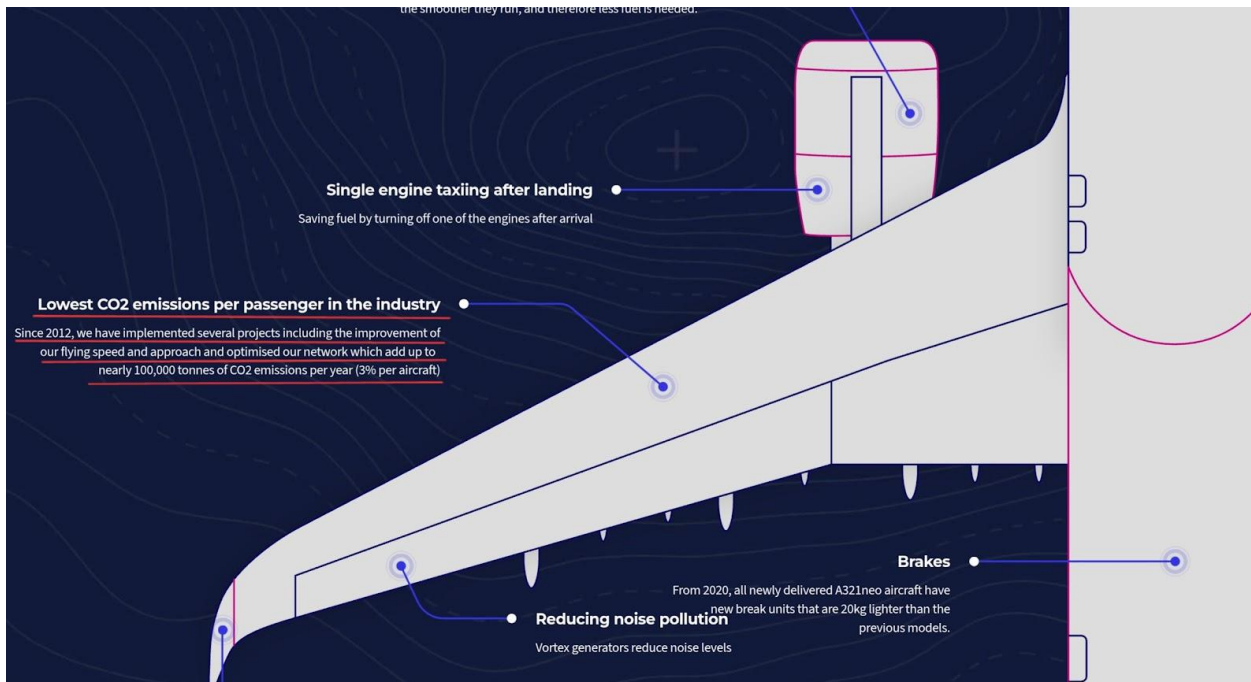 the smoother they run, and therefore less fuel is needed.
Single engine taxiing after landing
Saving fuel by turning off one of the engines after arrival
Lowest CO2 emissions per passenger in the industry
Since 2012, we have implemented several projects including the improvement of
our flying speed and approach and optimised our network which add up to
nearly 100,000 tonnes of CO2 emissions per year (3% per aircraft)
Brakes
From 2020, all newly delivered A321neo aircraft have
new break units that are 20kg lighter than the
previous models.
Reducing noise pollution
Vortex generators reduce noise levels